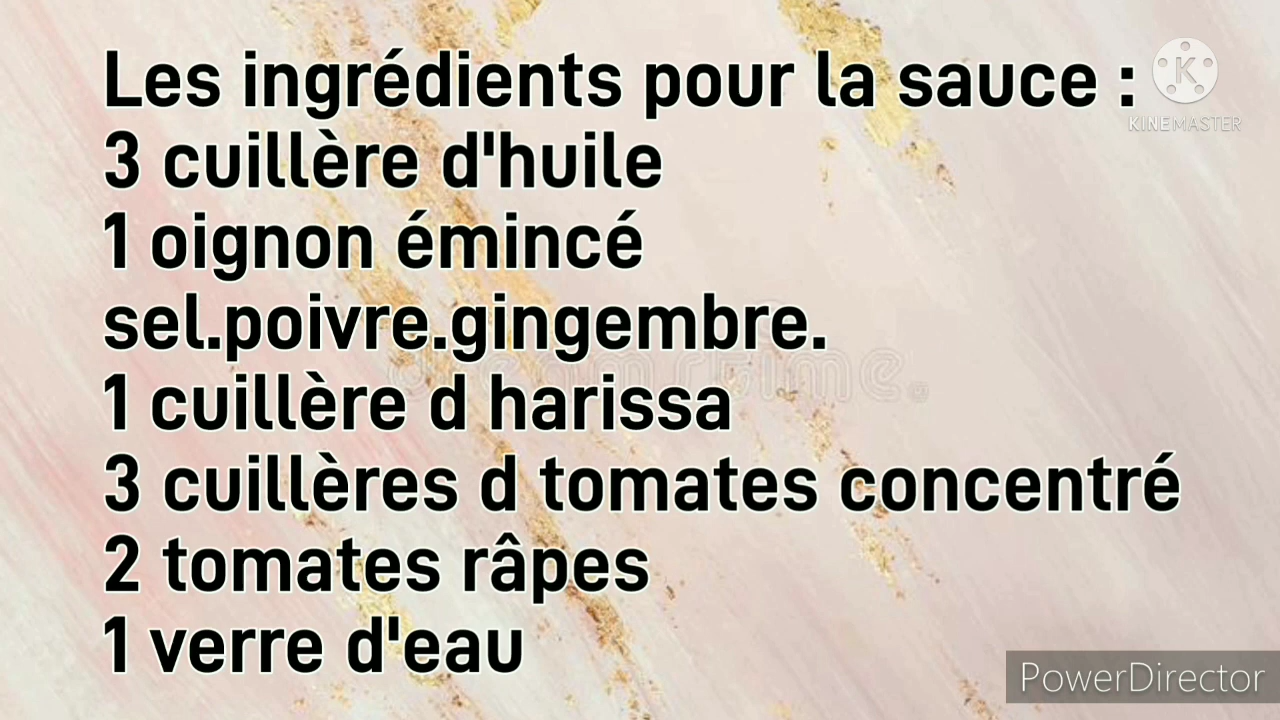 Les ingrédients pour la sauce :
3 cuillère d'huile
1 oignon émincé
sel.poivre.gingembre.
1 cuillère d harissa
3 cuillères d tomates concentré
2 tomates râpes
1 verre d'eau
KINEMASTER
PowerDirector